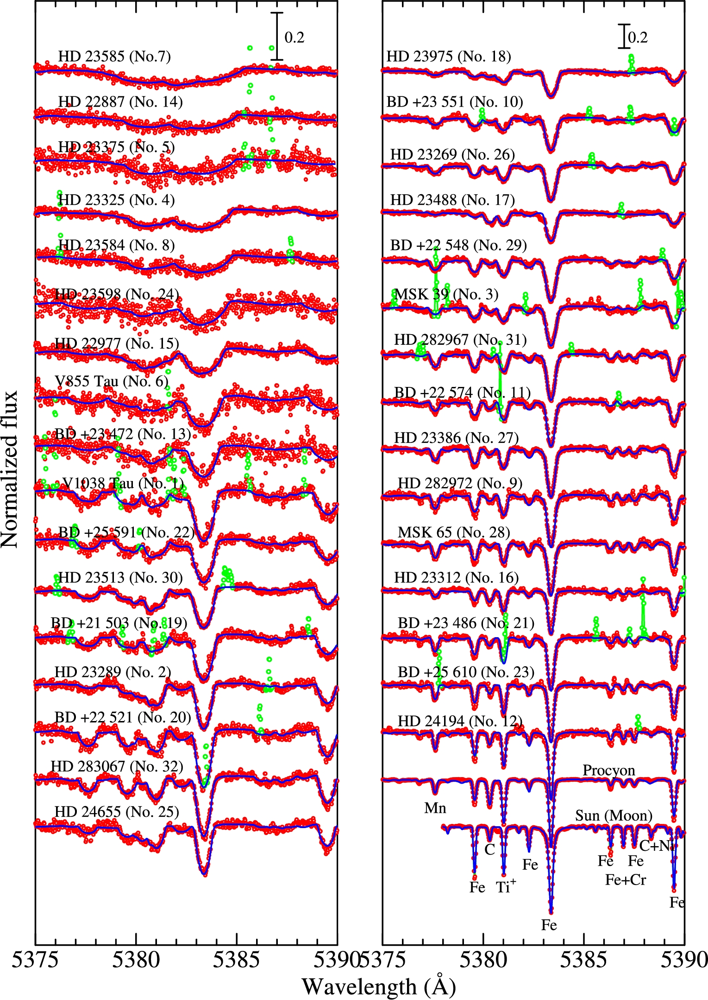 Normalized flux
0.2
HD 23585 (No.7)
HD 22887 (No. 14)
HD 23375 (No. 5)
HD 23325 (No. 4)
HD 23584 (No. 8)
HD 23598 (No. 24)
HD 22977 (No. 15)
V855 Tau (No. 6)
BD +23 472 (No. 13)
V1038 Tau (No. 1)
BD +25 591 (No. 22)
HD 23513 (No. 30)
BD +21 503 (No. 19)
HD 23289 (No. 2)
BD +22 521 (No. 20)
HD 283067 (No. 32)
HD 24655 (No. 25)
5375 5380 5385 5390
0.2
HD 23975 (No. 18)
BD +23 551 (No. 10)
HD 23269 (No. 26)
HD 23488 (No. 17)
BD +22 548 (No. 29)
MSK 39 (No. 3)
HD 282967 (No. 31)
BD +22 574 (No. 11)
HD 23386 (No. 27)
HD 282972 (No. 9)
MSK 65 (No. 28)
HD 23312 (No. 16)
BD +23 486 (No. 21)
BD +25 610 (No. 23)
HD 24194 (No. 12)
Procyon
Mn
Sun (Moon)
C
C+Ni
Fe
Fe
Fe
Fe+Cr
Fe
Ti+
Fe
Fe
5375 5380 5385 5390
Wavelength (Å)